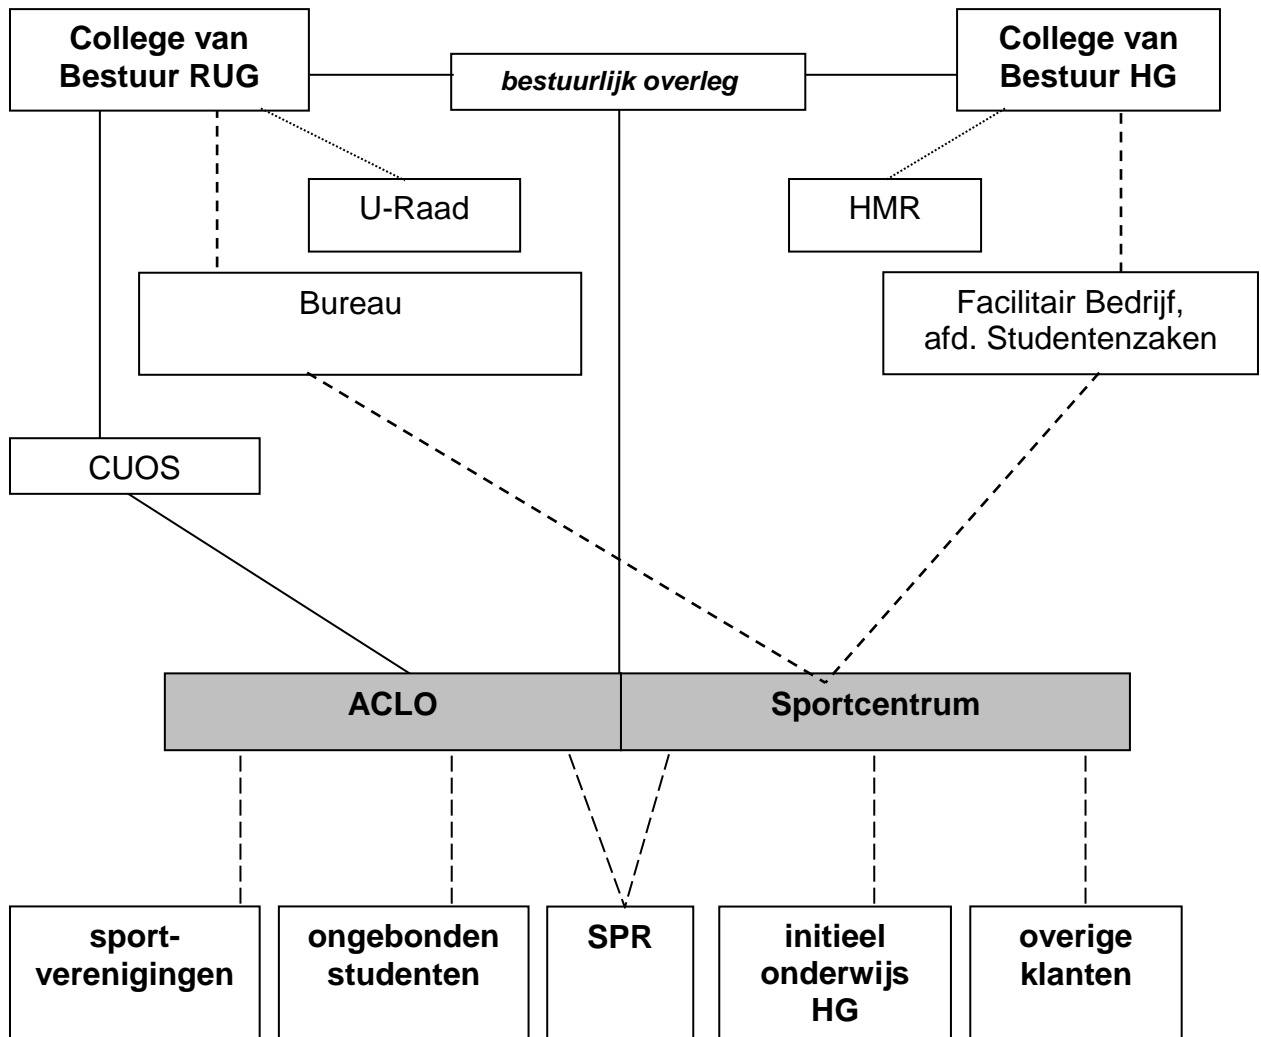 College van
Bestuur RUG
bestuurlijk overleg
College van
Bestuur HG
U-Raad
HMR
Bureau
Facilitair Bedrijf,
afd. Studentenzaken
CUOS
ACLO
Sportcentrum
sport-
verenigingen
ongebonden
studenten
SPR
initieel
onderwijs
HG
overige
klanten